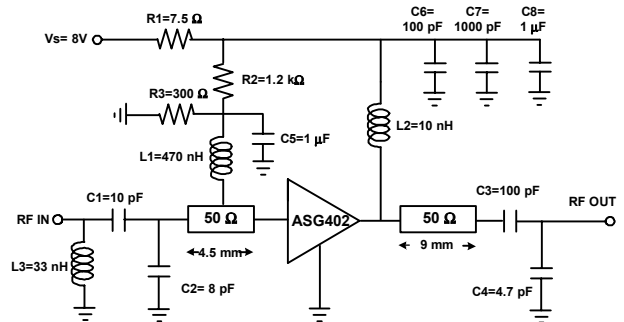 R1=7.5 Ω
C6=
100 pF
C7=
1000 pF
C8=
1 µF
Vs= 8V
R2=1.2 kΩ
R3=300 Ω
L1=470 nH
C5=1 µF
L2=10 nH
C1=10 pF
C3=100 pF
RF IN
50 Ω
ASG402
50 Ω
RF OUT
4.5 mm
9 mm
L3=33 nH
C2= 8 pF
C4=4.7 pF